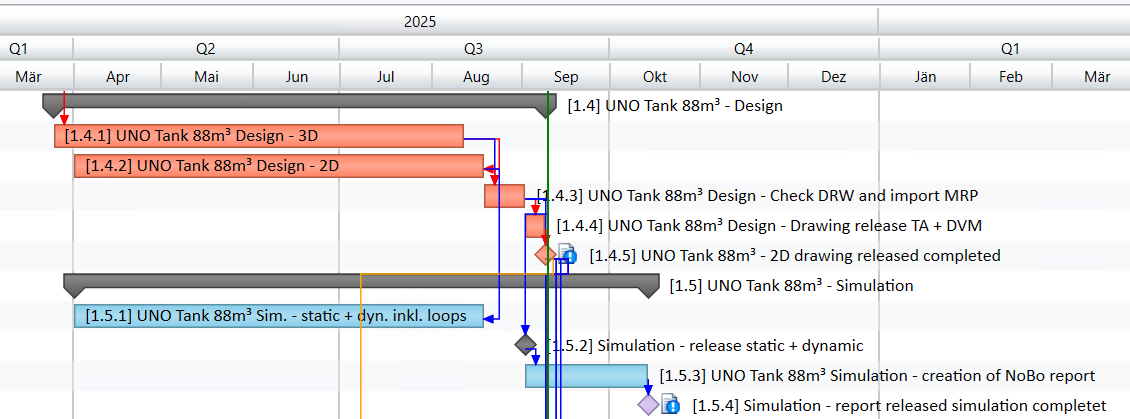 2025
Q1 Q2 Q3 Q4 Q1
Mär Apr Mai Jun Jul Aug Sep Okt Nov Dez Jän Feb Mär
[1.4] UNO Tank 88m³ - Design
[1.4.1] UNO Tank 88m³ Design - 3D
[1.4.2] UNO Tank 88m³ Design - 2D
[1.4.3] UNO Tank 88m³ Design - Check DRW and import MRP
[1.4.4] UNO Tank 88m³ Design - Drawing release TA + DVM
[1.4.5] UNO Tank 88m³ - 2D drawing released completed
[1.5] UNO Tank 88m³ - Simulation
[1.5.1] UNO Tank 88m³ Sim. - static + dyn. inkl. loops
[1.5.2] Simulation - release static + dynamic
[1.5.3] UNO Tank 88m³ Simulation - creation of NoBo report
[1.5.4] Simulation - report released simulation completet